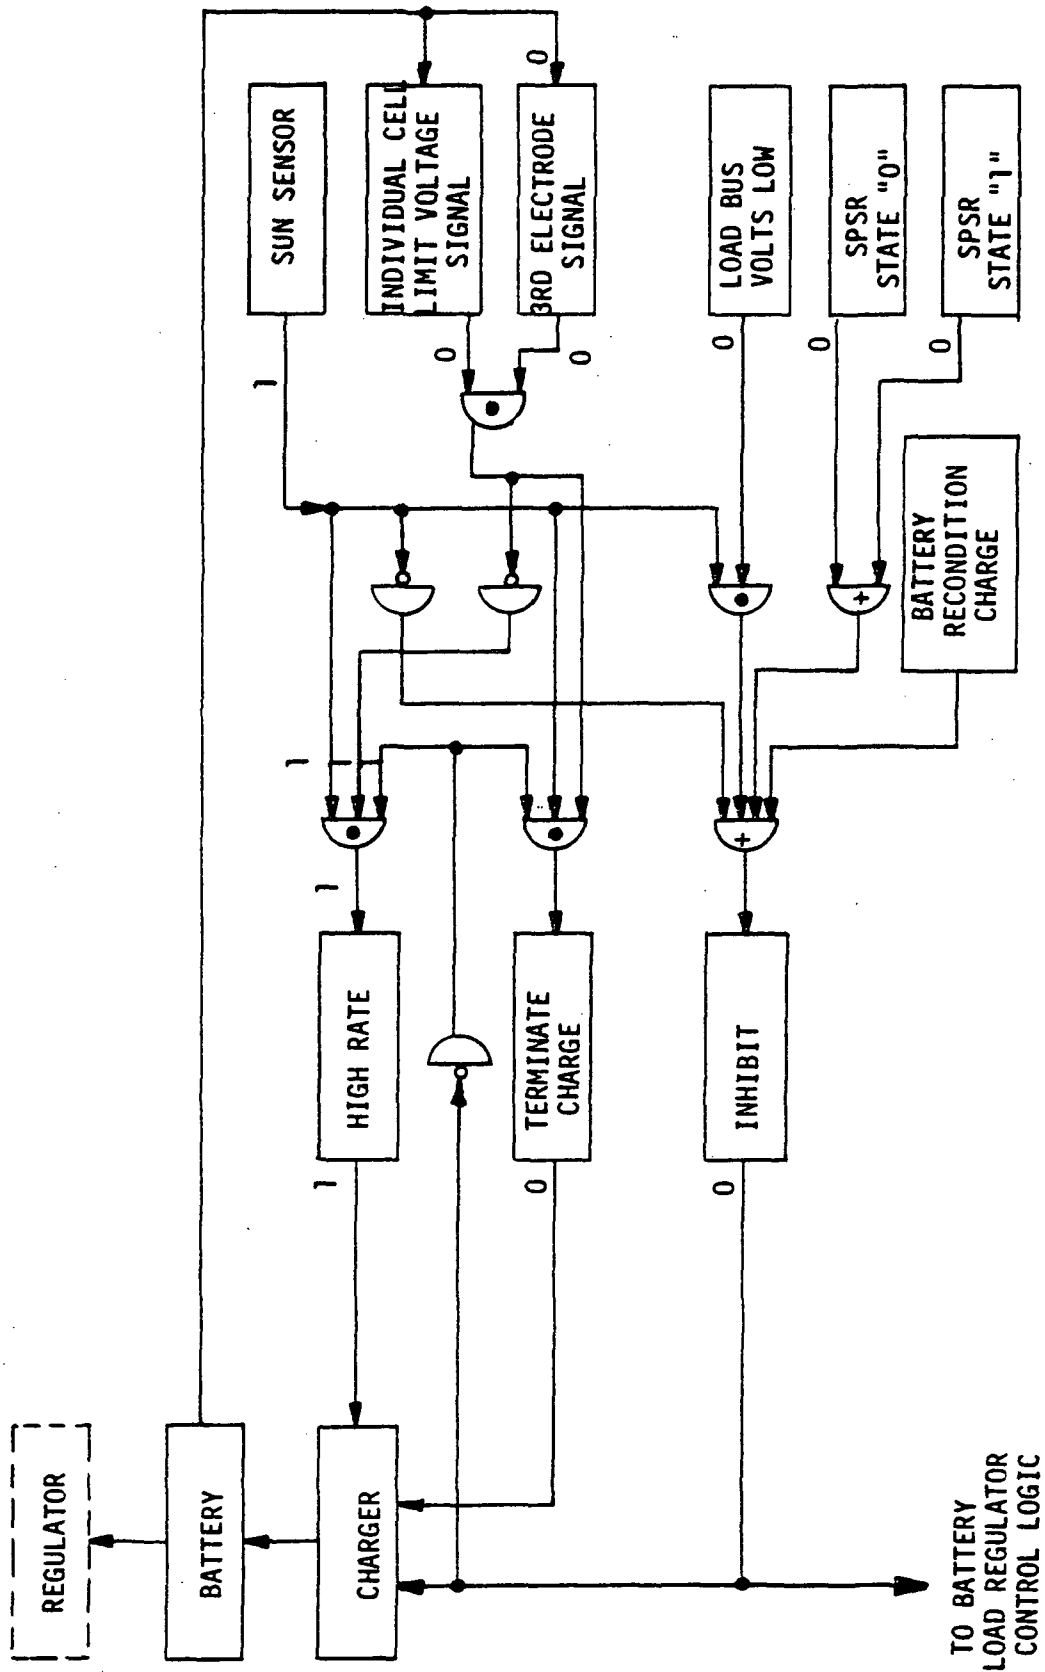 REGULATOR
BATTERY
CHARGER
TO BATTERY
LOAD REGULATOR
CONTROL LOGIC
1
HIGH RATE
1
1
0
TERMINATE
CHARGE
0
INHIBIT
+
+
BATTERY
RECONDITION
CHARGE
1
SUN SENSOR
0
INDIVIDUAL CELL
LIMIT VOLTAGE
SIGNAL
0
0
3RD ELECTRODE
SIGNAL
0
LOAD BUS
VOLTS LOW
0
SPSR
STATE "0"
0
SPSR
STATE "1"